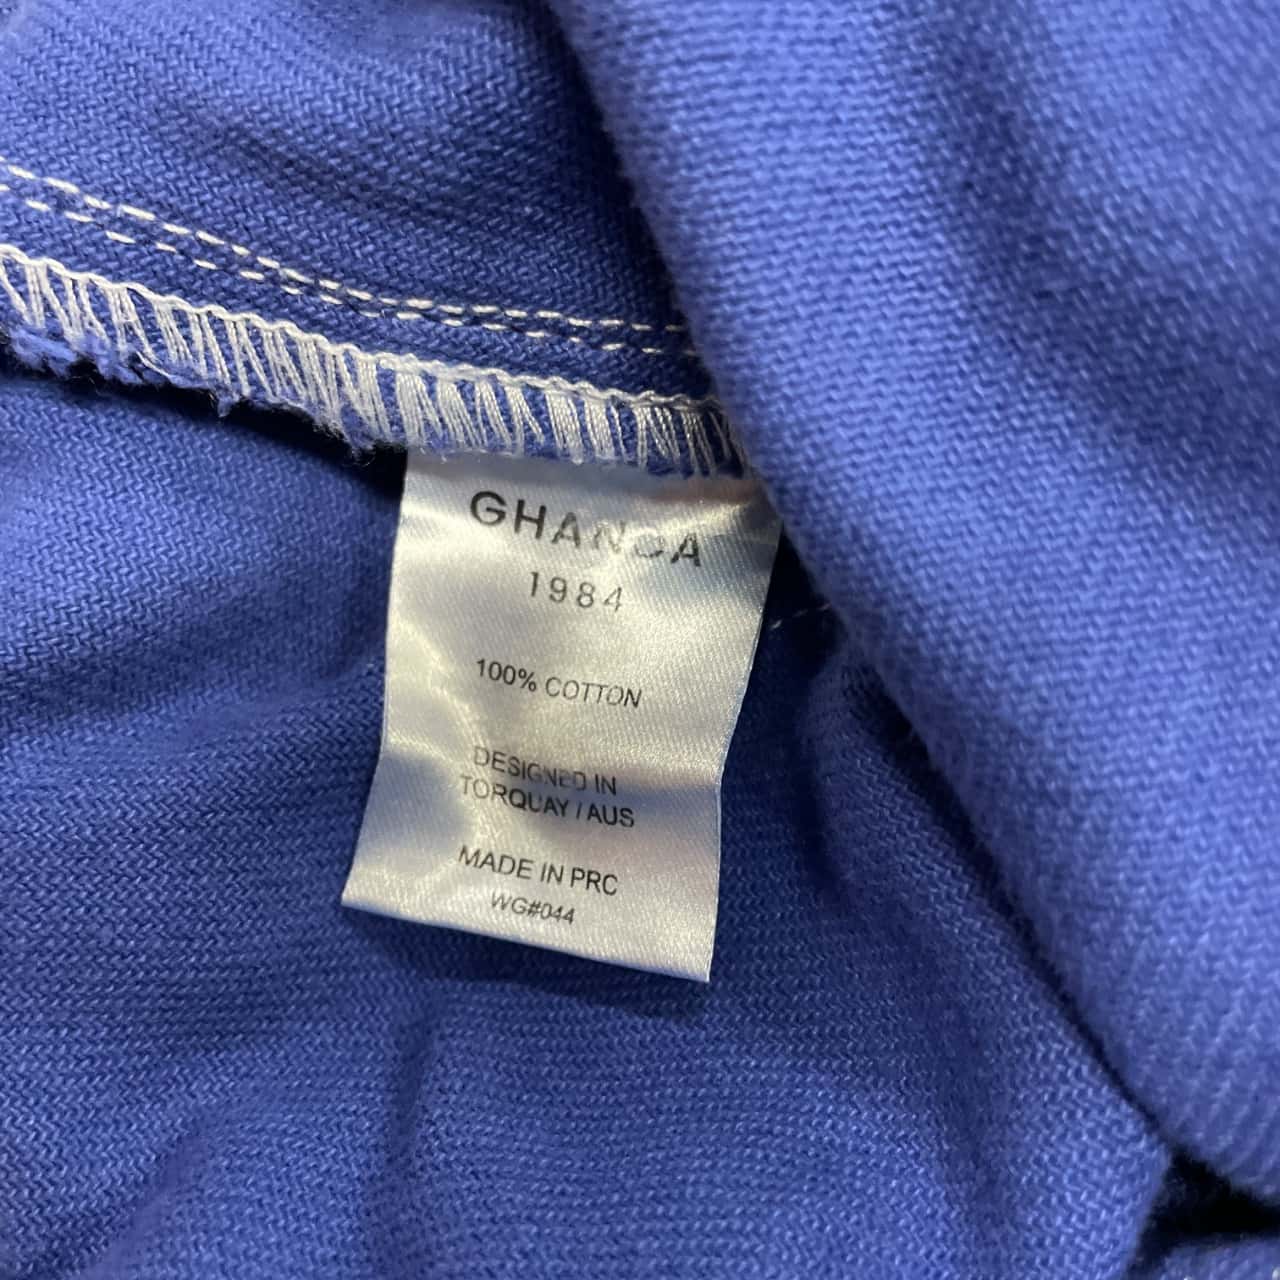 GHANDA
1984
100% COTTON
DESIGNED IN
TORQUAY / AUS
MADE IN PRC
WG#044